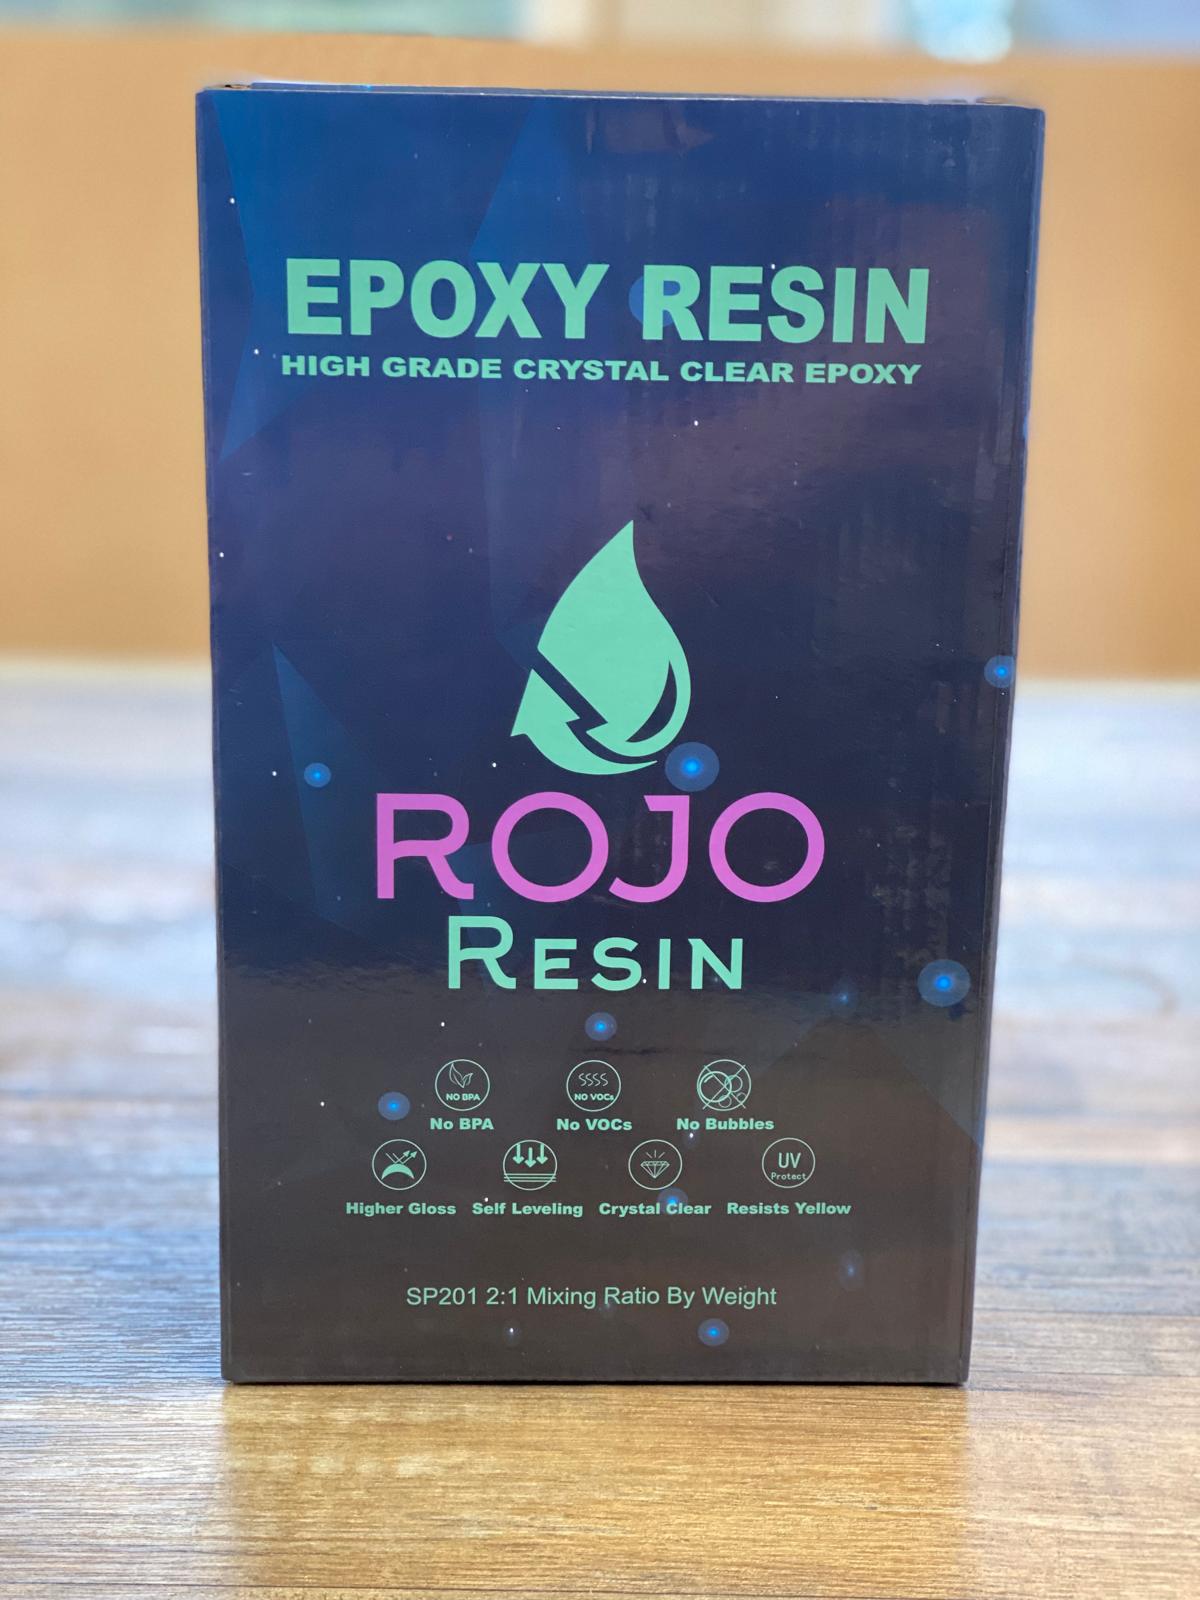 EPOXY RESIN
HIGH GRADE CRYSTAL CLEAR EPOXY
ROJO
RESIN
NO BPA
NO VOCs
No BPA
No VOCs
No Bubbles
UV
Protect
Higher Gloss
Self Leveling
Crystal Clear
Resists Yellow
SP201 2:1 Mixing Ratio By Weight